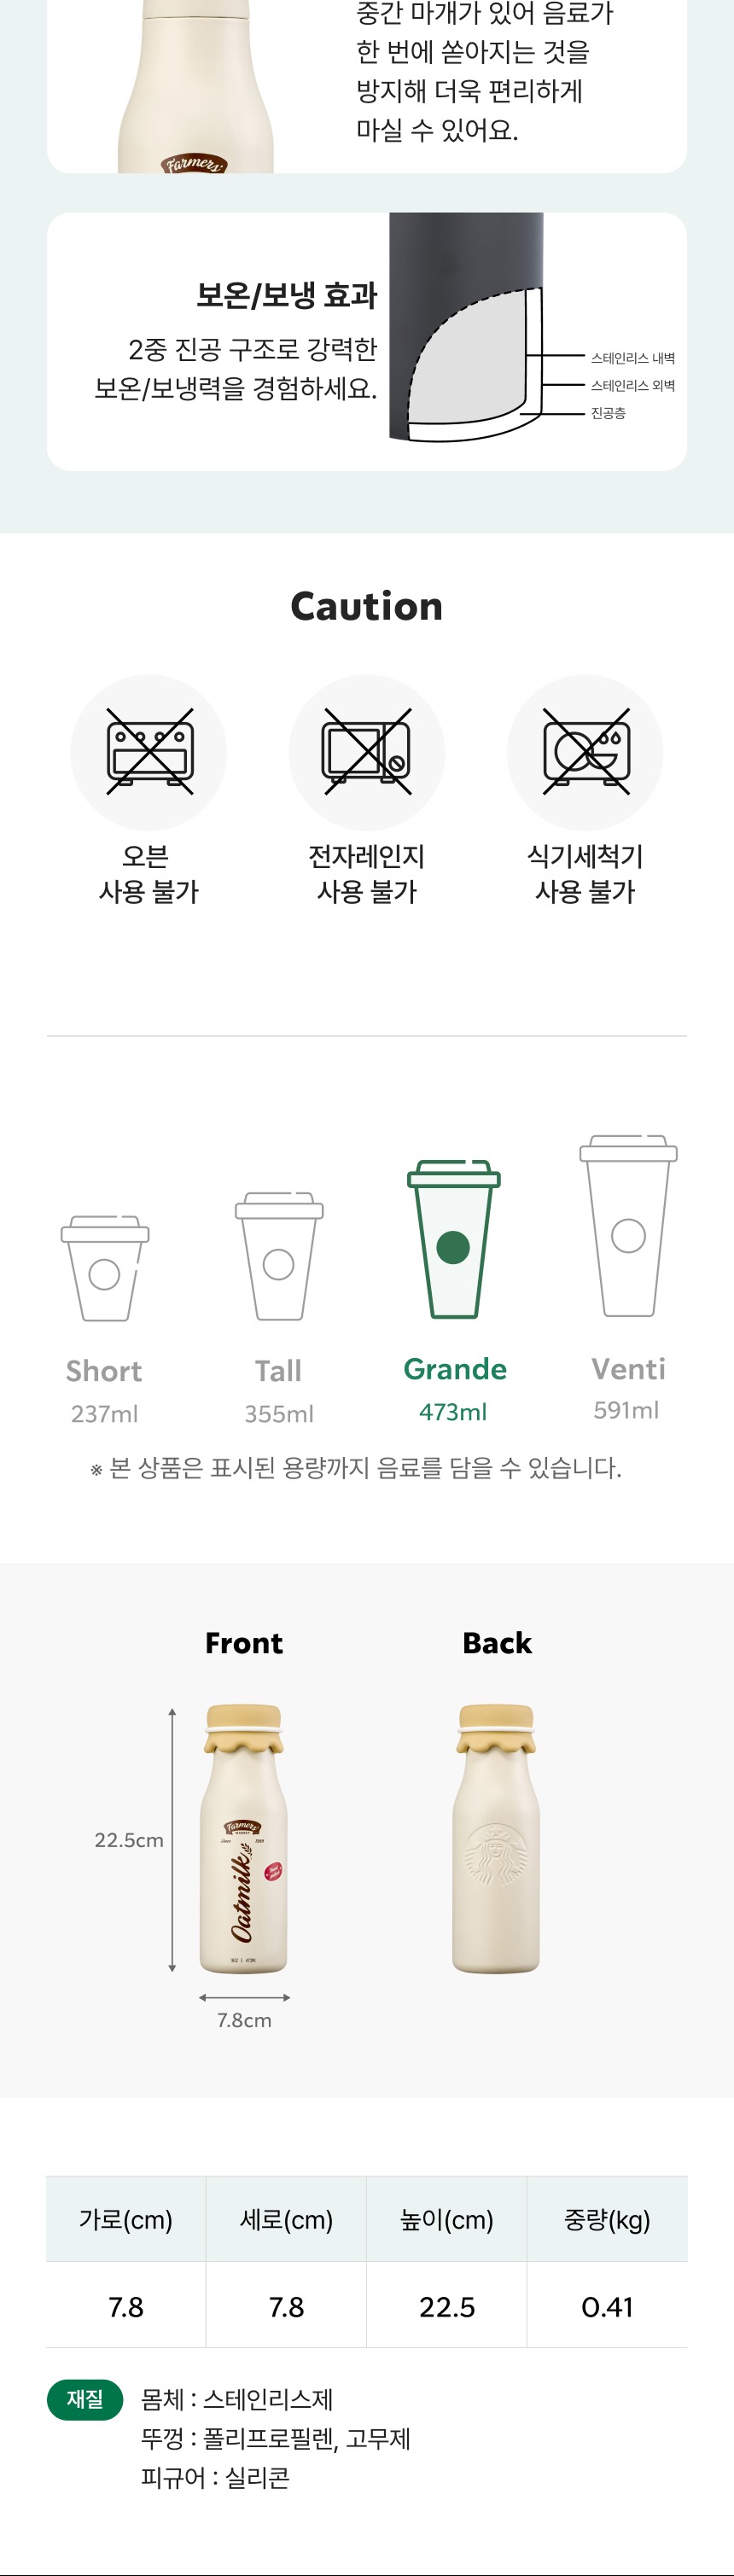 중간 마개가 있어 음료가
한 번에 쏟아지는 것을
방지해 더욱 편리하게
마실 수 있어요.
Farmers'
보온/보냉 효과
2중 진공 구조로 강력한
보온/보냉력을 경험하세요.
스테인리스 내벽
스테인리스 외벽
진공층
Caution
오븐
사용 불가
전자레인지
사용 불가
식기세척기
사용 불가
Short
237ml
Tall
355ml
Grande
473ml
Venti
591ml
※ 본 상품은 표시된 용량까지 음료를 담을 수 있습니다.
Front
Back
Farmers'
Oatmilk
22.5cm
7.8cm
가로(cm)
세로(cm)
높이(cm)
중량(kg)
7.8
7.8
22.5
0.41
재질
몸체 : 스테인리스제
뚜껑 : 폴리프로필렌, 고무제
피규어 : 실리콘